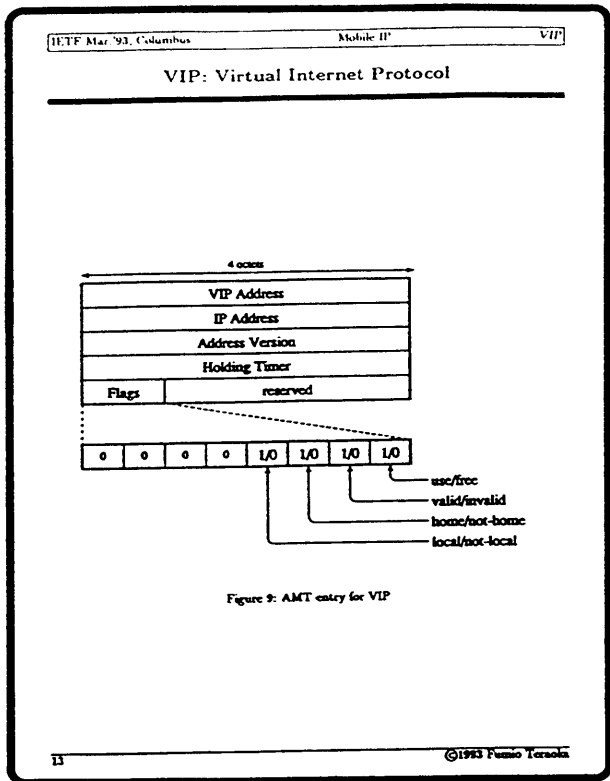 IETF Mar.'93, Columbus Mobile IP VIP
VIP: Virtual Internet Protocol
4 octets
VIP Address
IP Address
Address Version
Holding Timer
Flags reserved
0 0 0 0 1/0 1/0 1/0 1/0
use/free
valid/invalid
home/not-home
local/not-local
Figure 9: AMT entry for VIP
13 ©1993 Fumio Teraoka